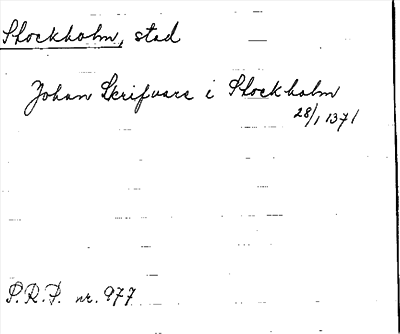 Stockholm, stad
Johan Skrifvare i Stockholm
28/1 1371
P.R.P. nr. 977